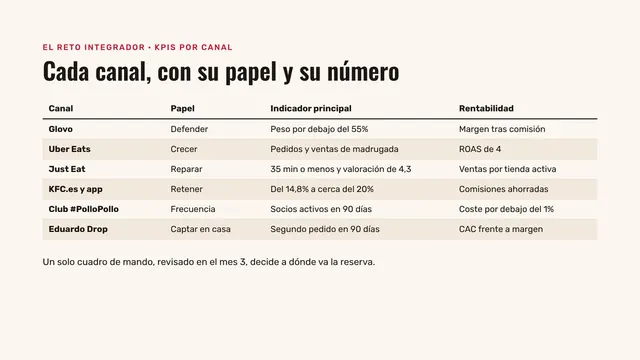 EL RETO INTEGRADOR • KPIS POR CANAL
Cada canal, con su papel y su número
Canal Papel Indicador principal Rentabilidad
Glovo Defender Peso por debajo del 55% Margen tras comisión
Uber Eats Crecer Pedidos y ventas de madrugada ROAS de 4
Just Eat Reparar 35 min o menos y valoración de 4,3 Ventas por tienda activa
KFC.es y app Retener Del 14,8% a cerca del 20% Comisiones ahorradas
Club #PolloPollo Frecuencia Socios activos en 90 días Coste por debajo del 1%
Eduardo Drop Captar en casa Segundo pedido en 90 días CAC frente a margen
Un solo cuadro de mando, revisado en el mes 3, decide a dónde va la reserva.